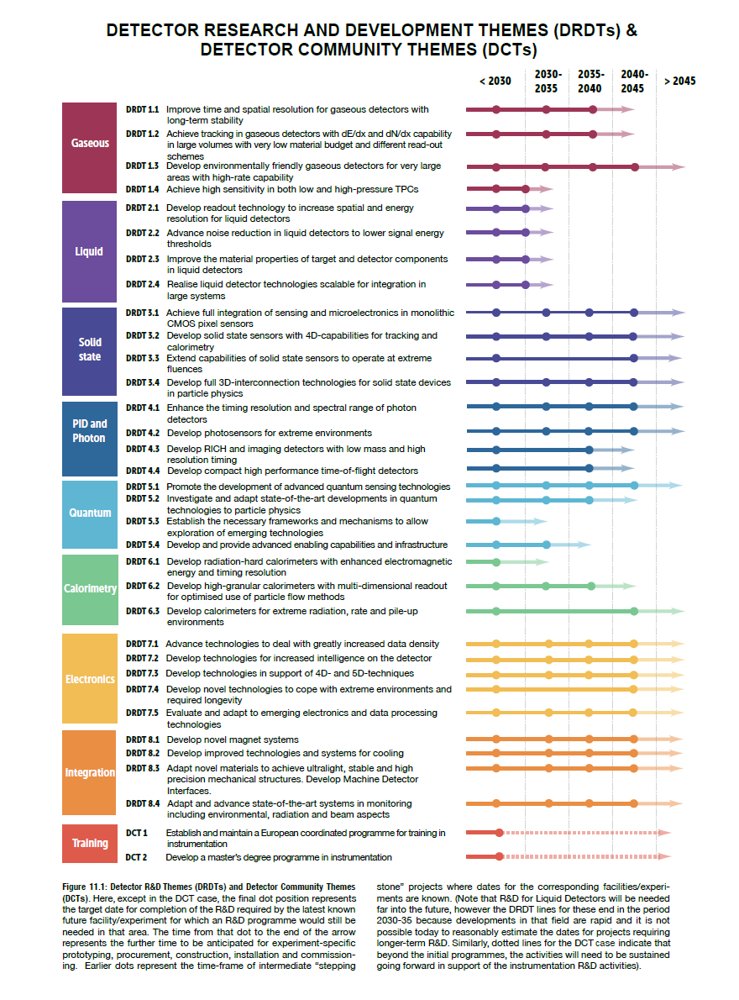 DETECTOR RESEARCH AND DEVELOPMENT THEMES (DRDTs) &
DETECTOR COMMUNITY THEMES (DCTs)
< 2030
2030-
2035
2035-
2040
2040-
2045
> 2045
Gaseous
DRDT 1.1 Improve time and spatial resolution for gaseous detectors with
long-term stability
DRDT 1.2 Achieve tracking in gaseous detectors with dE/dx and dN/dx capability
in large volumes with very low material budget and different read-out
schemes
DRDT 1.3 Develop environmentally friendly gaseous detectors for very large
areas with high-rate capability
DRDT 1.4 Achieve high sensitivity in both low and high-pressure TPCs
Liquid
DRDT 2.1 Develop readout technology to increase spatial and energy
resolution for liquid detectors
DRDT 2.2 Advance noise reduction in liquid detectors to lower signal energy
thresholds
DRDT 2.3 Improve the material properties of target and detector components
in liquid detectors
DRDT 2.4 Realise liquid detector technologies scalable for integration in
large systems
Solid
state
DRDT 3.1 Achieve full integration of sensing and microelectronics in monolithic
CMOS pixel sensors
DRDT 3.2 Develop solid state sensors with 4D-capabilities for tracking and
calorimetry
DRDT 3.3 Extend capabilities of solid state sensors to operate at extreme
fluences
DRDT 3.4 Develop full 3D-interconnection technologies for solid state devices
in particle physics
PID and
Photon
DRDT 4.1 Enhance the timing resolution and spectral range of photon
detectors
DRDT 4.2 Develop photosensors for extreme environments
DRDT 4.3 Develop RICH and imaging detectors with low mass and high
resolution timing
DRDT 4.4 Develop compact high performance time-of-flight detectors
Quantum
DRDT 5.1 Promote the development of advanced quantum sensing technologies
DRDT 5.2 Investigate and adapt state-of-the-art developments in quantum
technologies to particle physics
DRDT 5.3 Establish the necessary frameworks and mechanisms to allow
exploration of emerging technologies
DRDT 5.4 Develop and provide advanced enabling capabilities and infrastructure
Calorimetry
DRDT 6.1 Develop radiation-hard calorimeters with enhanced electromagnetic
energy and timing resolution
DRDT 6.2 Develop high-granular calorimeters with multi-dimensional readout
for optimised use of particle flow methods
DRDT 6.3 Develop calorimeters for extreme radiation, rate and pile-up
environments
Electronics
DRDT 7.1 Advance technologies to deal with greatly increased data density
DRDT 7.2 Develop technologies for increased intelligence on the detector
DRDT 7.3 Develop technologies in support of 4D- and 5D-techniques
DRDT 7.4 Develop novel technologies to cope with extreme environments and
required longevity
DRDT 7.5 Evaluate and adapt to emerging electronics and data processing
technologies
Integration
DRDT 8.1 Develop novel magnet systems
DRDT 8.2 Develop improved technologies and systems for cooling
DRDT 8.3 Adapt novel materials to achieve ultralight, stable and high
precision mechanical structures. Develop Machine Detector
Interfaces.
DRDT 8.4 Adapt and advance state-of-the-art systems in monitoring
including environmental, radiation and beam aspects
Training
DCT 1 Establish and maintain a European coordinated programme for training in
instrumentation
DCT 2 Develop a master's degree programme in instrumentation
Figure 11.1: Detector R&D Themes (DRDTs) and Detector Community Themes
(DCTs). Here, except in the DCT case, the final dot position represents
the target date for completion of the R&D required by the latest known
future facility/experiment for which an R&D programme would still be
needed in that area. The time from that dot to the end of the arrow
represents the further time to be anticipated for experiment-specific
prototyping, procurement, construction, installation and commission-
ing. Earlier dots represent the time-frame of intermediate “stepping
stone” projects where dates for the corresponding facilities/experi-
ments are known. (Note that R&D for Liquid Detectors will be needed
far into the future, however the DRDT lines for these end in the period
2030-35 because developments in that field are rapid and it is not
possible today to reasonably estimate the dates for projects requiring
longer-term R&D. Similarly, dotted lines for the DCT case indicate that
beyond the initial programmes, the activities will need to be sustained
going forward in support of the instrumentation R&D activities).